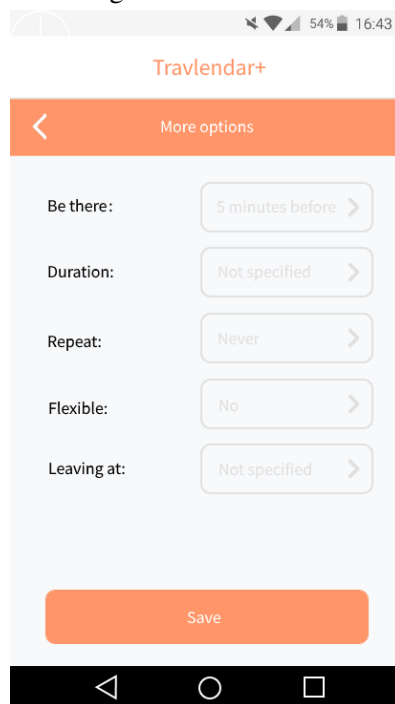 54% 16:43
Travlendar+
More options
Be there: 5 minutes before
Duration: Not specified
Repeat: Never
Flexible: No
Leaving at: Not specified
Save